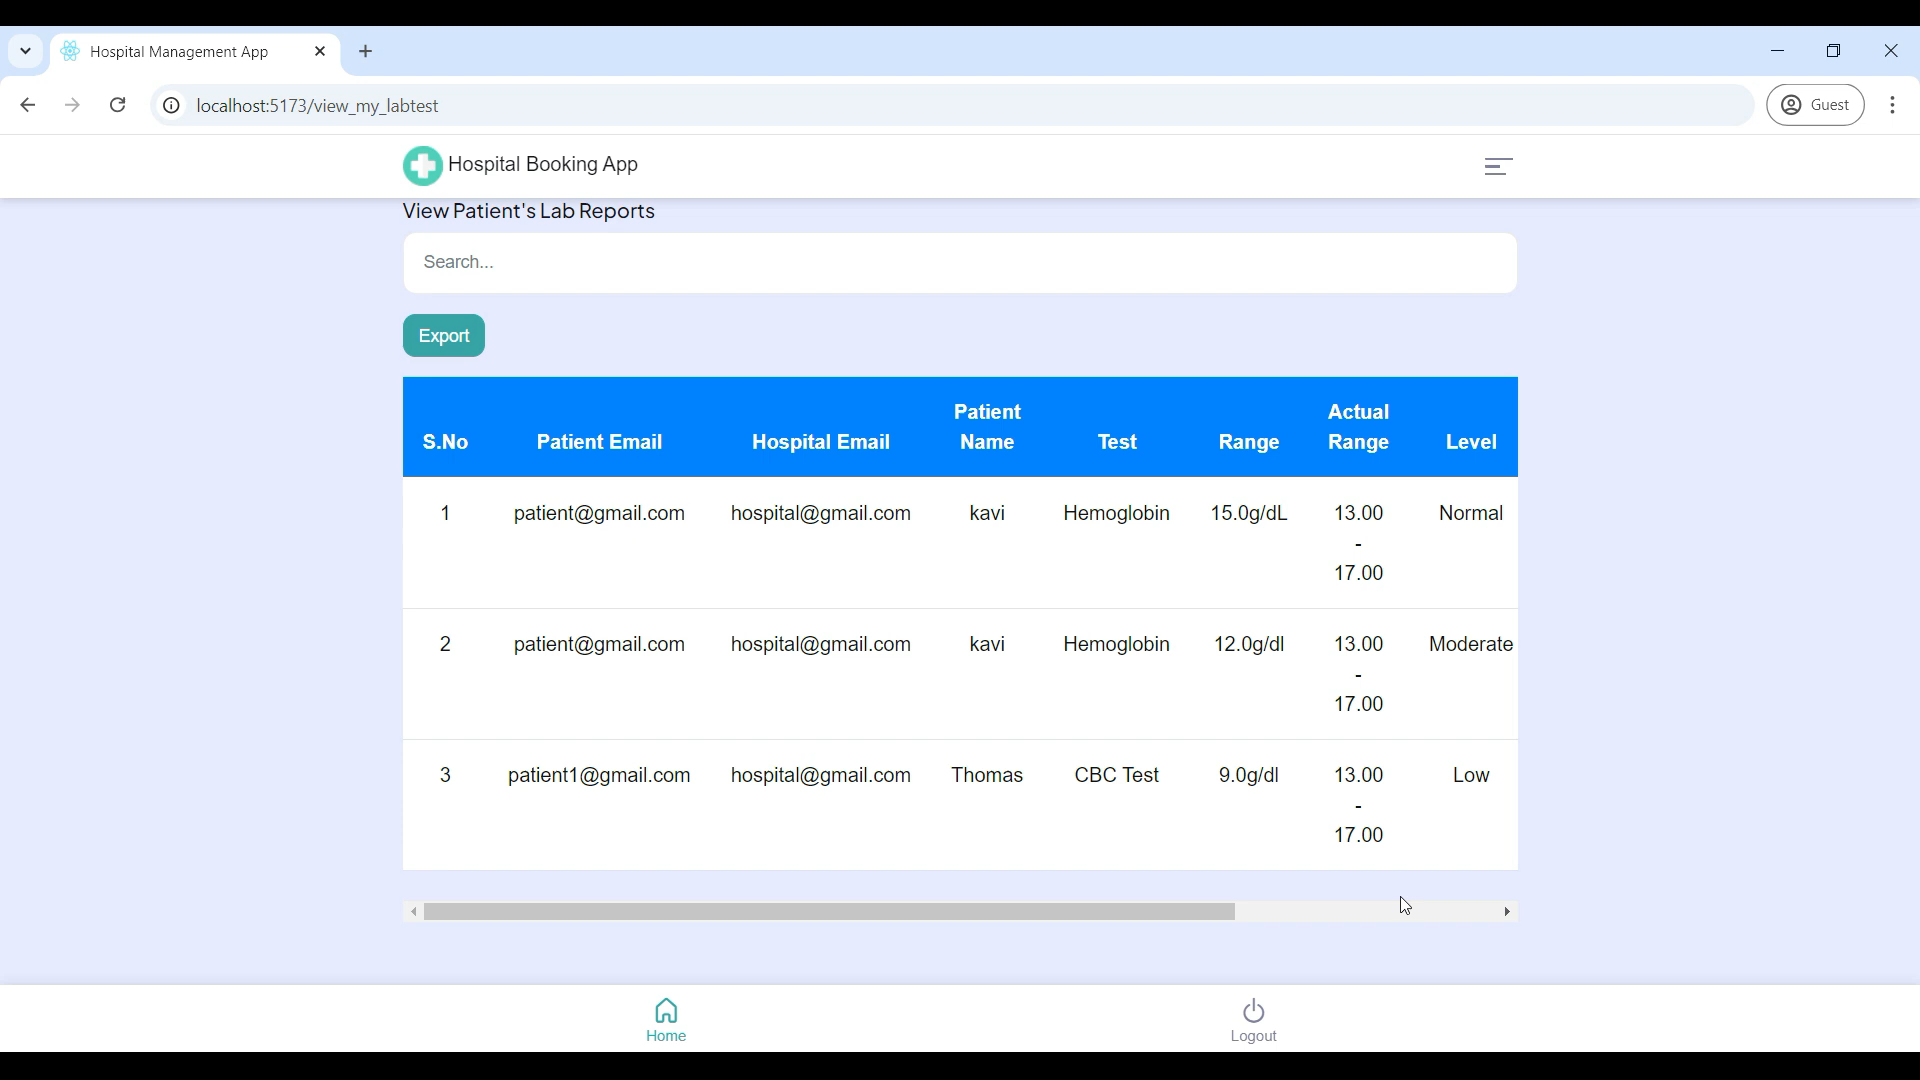 Hospital Management App
localhost:5173/view_my_labtest
Guest
Hospital Booking App
View Patient's Lab Reports
Search...
Export
S.No Patient Email Hospital Email Patient Name Test Range Actual Range Level
1 patient@gmail.com hospital@gmail.com kavi Hemoglobin 15.0g/dL 13.00 - 17.00 Normal
2 patient@gmail.com hospital@gmail.com kavi Hemoglobin 12.0g/dl 13.00 - 17.00 Moderate
3 patient1@gmail.com hospital@gmail.com Thomas CBC Test 9.0g/dl 13.00 - 17.00 Low
Home Logout